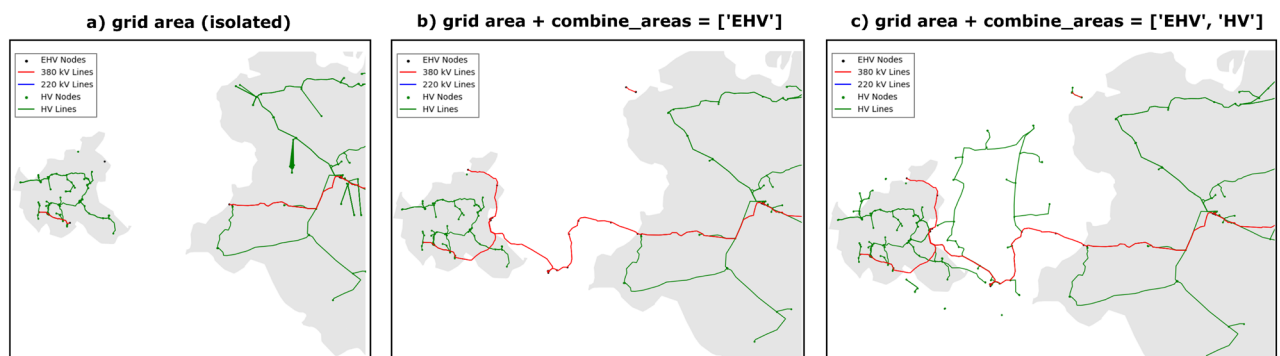 a) grid area (isolated)
EHV Nodes
380 kV Lines
220 kV Lines
HV Nodes
HV Lines
b) grid area + combine_areas = ['EHV']
EHV Nodes
380 kV Lines
220 kV Lines
HV Nodes
HV Lines
c) grid area + combine_areas = ['EHV', 'HV']
EHV Nodes
380 kV Lines
220 kV Lines
HV Nodes
HV Lines